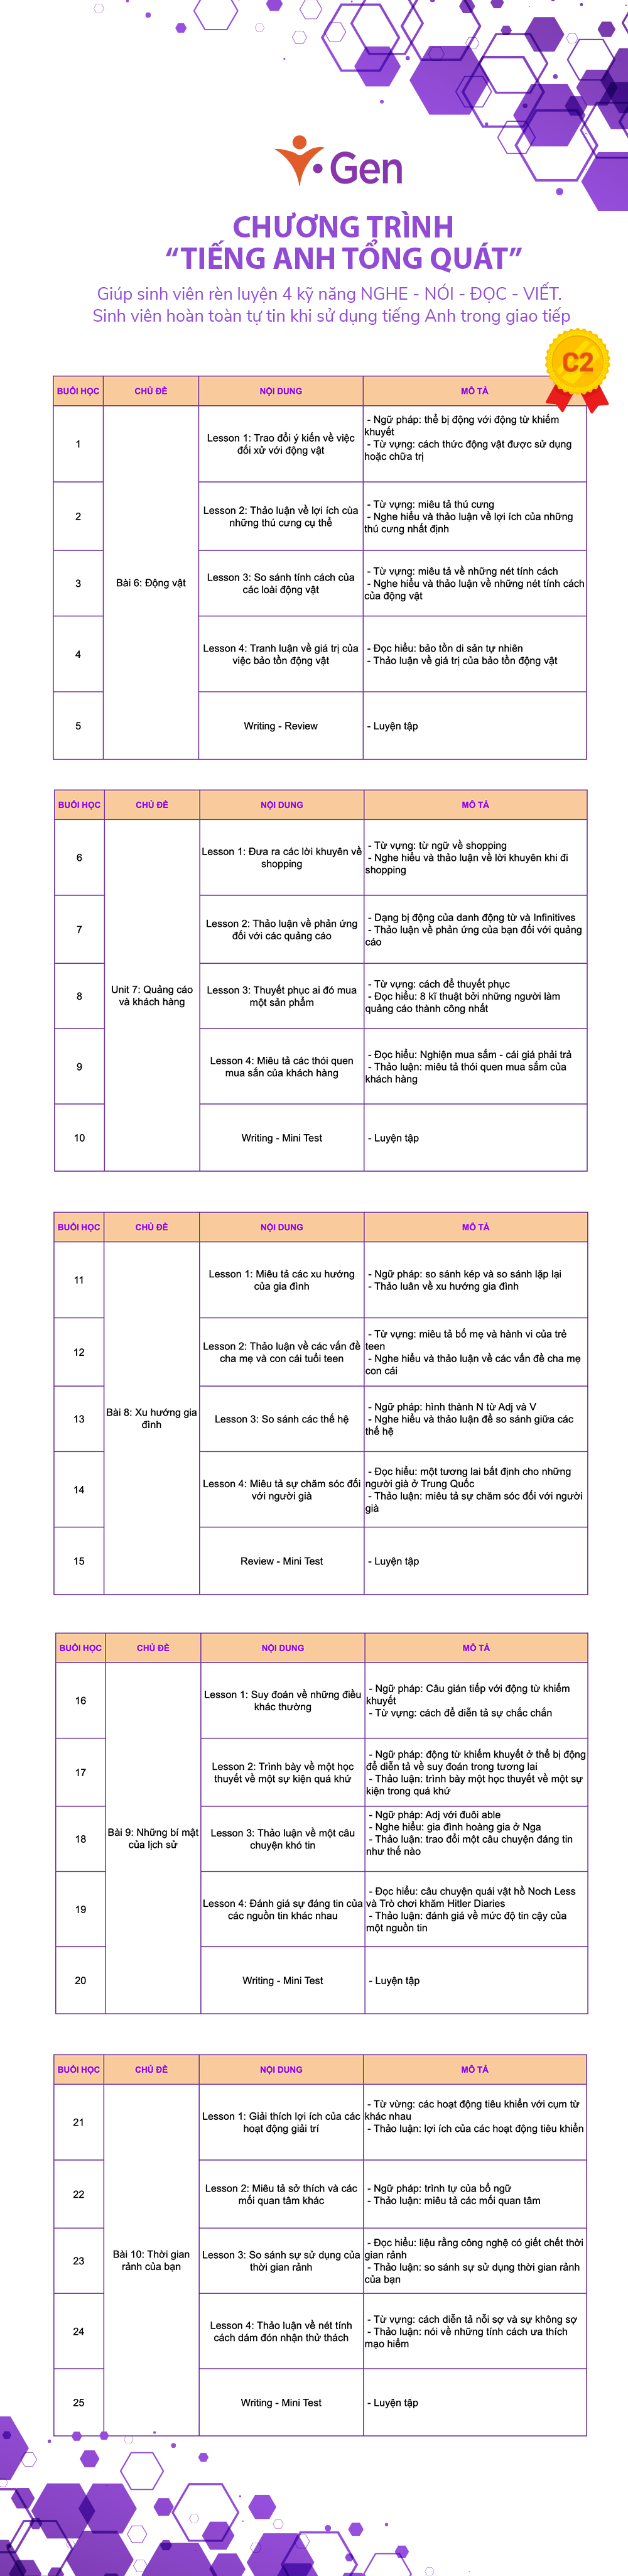 Gen
CHƯƠNG TRÌNH
“TIẾNG ANH TỔNG QUÁT”
Giúp sinh viên rèn luyện 4 kỹ năng NGHE - NÓI - ĐỌC - VIẾT.
Sinh viên hoàn toàn tự tin khi sử dụng tiếng Anh trong giao tiếp
C2
BUỔI HỌC CHỦ ĐỀ NỘI DUNG MÔ TẢ
1
Bài 6: Động vật
Lesson 1: Trao đổi ý kiến về việc
đối xử với động vật
- Ngữ pháp: thể bị động với động từ khiếm
khuyết
- Từ vựng: cách thức động vật được sử dụng
hoặc chữa trị
2
Lesson 2: Thảo luận về lợi ích của
những thú cưng cụ thể
- Từ vựng: miêu tả thú cưng
- Nghe hiểu và thảo luận về lợi ích của những
thú cưng nhất định
3
Lesson 3: So sánh tính cách của
các loài động vật
- Từ vựng: miêu tả về những nét tính cách
- Nghe hiểu và thảo luận về những nét tính cách
của động vật
4
Lesson 4: Tranh luận về giá trị của
việc bảo tồn động vật
- Đọc hiểu: bảo tồn di sản tự nhiên
- Thảo luận về giá trị của bảo tồn động vật
5
Writing - Review
- Luyện tập
BUỔI HỌC CHỦ ĐỀ NỘI DUNG MÔ TẢ
6
Unit 7: Quảng cáo
và khách hàng
Lesson 1: Đưa ra các lời khuyên về
shopping
- Từ vựng: từ ngữ về shopping
- Nghe hiểu và thảo luận về lời khuyên khi đi
shopping
7
Lesson 2: Thảo luận về phản ứng
đối với các quảng cáo
- Dạng bị động của danh động từ và Infinitives
- Thảo luận về phản ứng của bạn đối với quảng
cáo
8
Lesson 3: Thuyết phục ai đó mua
một sản phẩm
- Từ vựng: cách để thuyết phục
- Đọc hiểu: 8 kĩ thuật bởi những người làm
quảng cáo thành công nhất
9
Lesson 4: Miêu tả các thói quen
mua sắn của khách hàng
- Đọc hiểu: Nghiện mua sắm - cái giá phải trả
- Thảo luận: miêu tả thói quen mua sắm của
khách hàng
10
Writing - Mini Test
- Luyện tập
BUỔI HỌC CHỦ ĐỀ NỘI DUNG MÔ TẢ
11
Bài 8: Xu hướng gia
đình
Lesson 1: Miêu tả các xu hướng
của gia đình
- Ngữ pháp: so sánh kép và so sánh lặp lại
- Thảo luân về xu hướng gia đình
12
Lesson 2: Thảo luận về các vấn đề
cha mẹ và con cái tuổi teen
- Từ vựng: miêu tả bố mẹ và hành vi của trẻ
teen
- Nghe hiểu và thảo luận về các vấn đề cha mẹ
con cái
13
Lesson 3: So sánh các thế hệ
- Ngữ pháp: hình thành N từ Adj và V
- Nghe hiểu và thảo luận để so sánh giữa các
thế hệ
14
Lesson 4: Miêu tả sự chăm sóc đối
với người già
- Đọc hiểu: một tương lai bất định cho những
người già ở Trung Quốc
- Thảo luận: miêu tả sự chăm sóc đối với người
già
15
Review - Mini Test
- Luyện tập
BUỔI HỌC CHỦ ĐỀ NỘI DUNG MÔ TẢ
16
Bài 9: Những bí mật
của lịch sử
Lesson 1: Suy đoán về những điều
khác thường
- Ngữ pháp: Câu gián tiếp với động từ khiếm
khuyết
- Từ vựng: cách để diễn tả sự chắc chắn
17
Lesson 2: Trình bày về một học
thuyết về một sự kiện quá khứ
- Ngữ pháp: động từ khiếm khuyết ở thể bị động
để diễn tả về suy đoán trong tương lai
- Thảo luận: trình bày một học thuyết về một sự
kiện trong quá khứ
18
Lesson 3: Thảo luận về một câu
chuyện khó tin
- Ngữ pháp: Adj với đuôi able
- Nghe hiểu: gia đình hoàng gia ở Nga
- Thảo luận: trao đổi một câu chuyện đáng tin
như thế nào
19
Lesson 4: Đánh giá sự đáng tin của
các nguồn tin khác nhau
- Đọc hiểu: câu chuyện quái vật hồ Noch Less
và Trò chơi khăm Hitler Diaries
- Thảo luận: đánh giá về mức độ tin cậy của
một nguồn tin
20
Writing - Mini Test
- Luyện tập
BUỔI HỌC CHỦ ĐỀ NỘI DUNG MÔ TẢ
21
Bài 10: Thời gian
rảnh của bạn
Lesson 1: Giải thích lợi ích của các
hoạt động giải trí
- Từ vừng: các hoạt động tiêu khiển với cụm từ
khác nhau
- Thảo luận: lợi ích của các hoạt động tiêu khiển
22
Lesson 2: Miêu tả sở thích và các
mối quan tâm khác
- Ngữ pháp: trình tự của bổ ngữ
- Thảo luận: miêu tả các mối quan tâm
23
Lesson 3: So sánh sự sử dụng của
thời gian rảnh
- Đọc hiểu: liệu rằng công nghệ có giết chết thời
gian rảnh
- Thảo luận: so sánh sự sử dụng thời gian rảnh
của bạn
24
Lesson 4: Thảo luận về nét tính
cách dám đón nhận thử thách
- Từ vựng: cách diễn tả nỗi sợ và sự không sợ
- Thảo luận: nói về những tính cách ưa thích
mạo hiểm
25
Writing - Mini Test
- Luyện tập